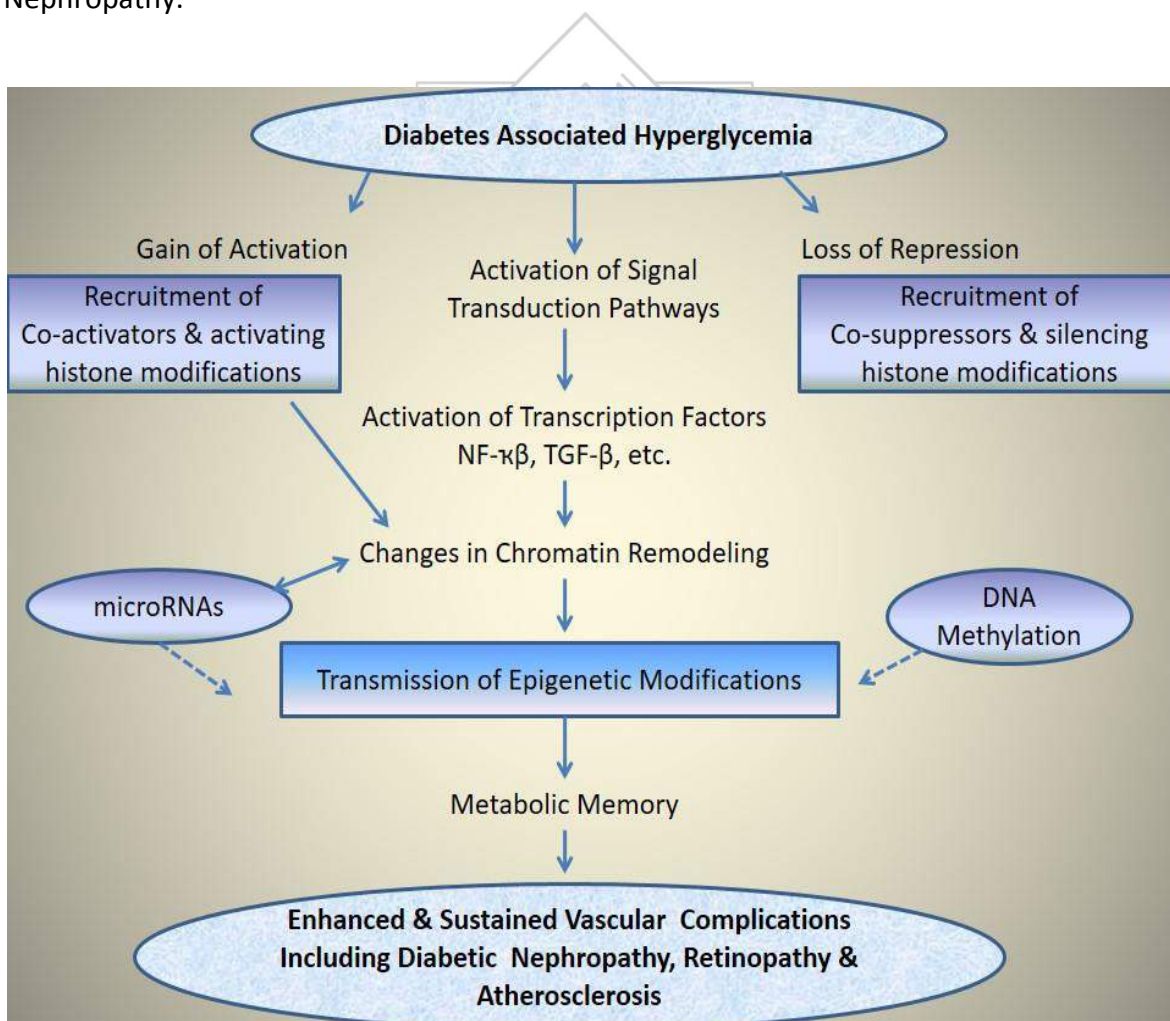 Nephropathy.
Diabetes Associated Hyperglycemia
Gain of Activation
Recruitment of
Co-activators & activating
histone modifications
Activation of Signal
Transduction Pathways
Loss of Repression
Recruitment of
Co-suppressors & silencing
histone modifications
Activation of Transcription Factors
NF-κβ, TGF-β, etc.
Changes in Chromatin Remodeling
microRNAs
DNA
Methylation
Transmission of Epigenetic Modifications
Metabolic Memory
Enhanced & Sustained Vascular Complications
Including Diabetic Nephropathy, Retinopathy &
Atherosclerosis